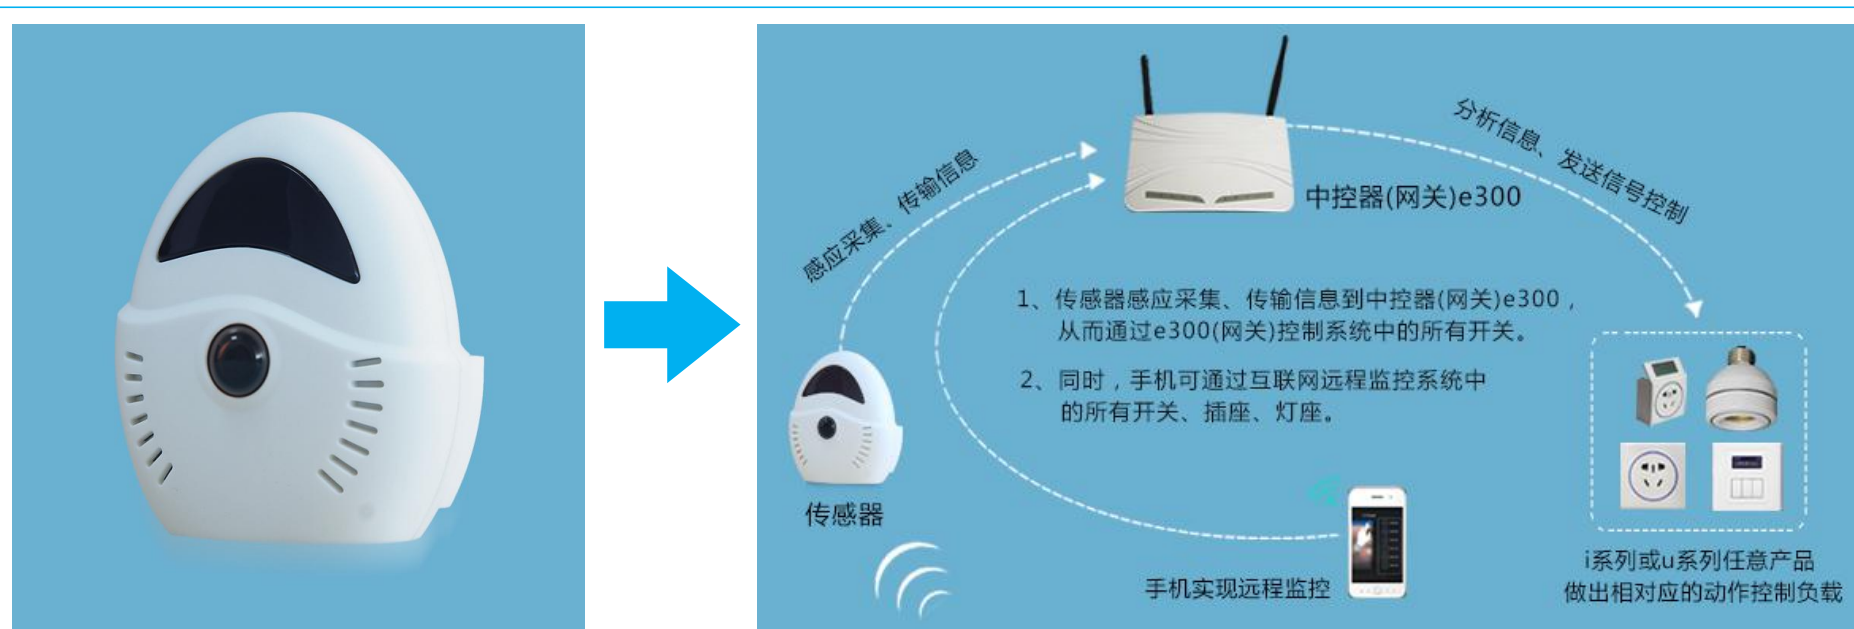 感应采集、传输信息
分析信息、发送信号控制
中控器(网关)e300
1、传感器感应采集、传输信息到中控器(网关)e300，
从而通过e300(网关)控制系统中的所有开关。
2、同时，手机可通过互联网远程监控系统中
的所有开关、插座、灯座。
传感器
手机实现远程监控
i系列或u系列任意产品
做出相对应的动作控制负载